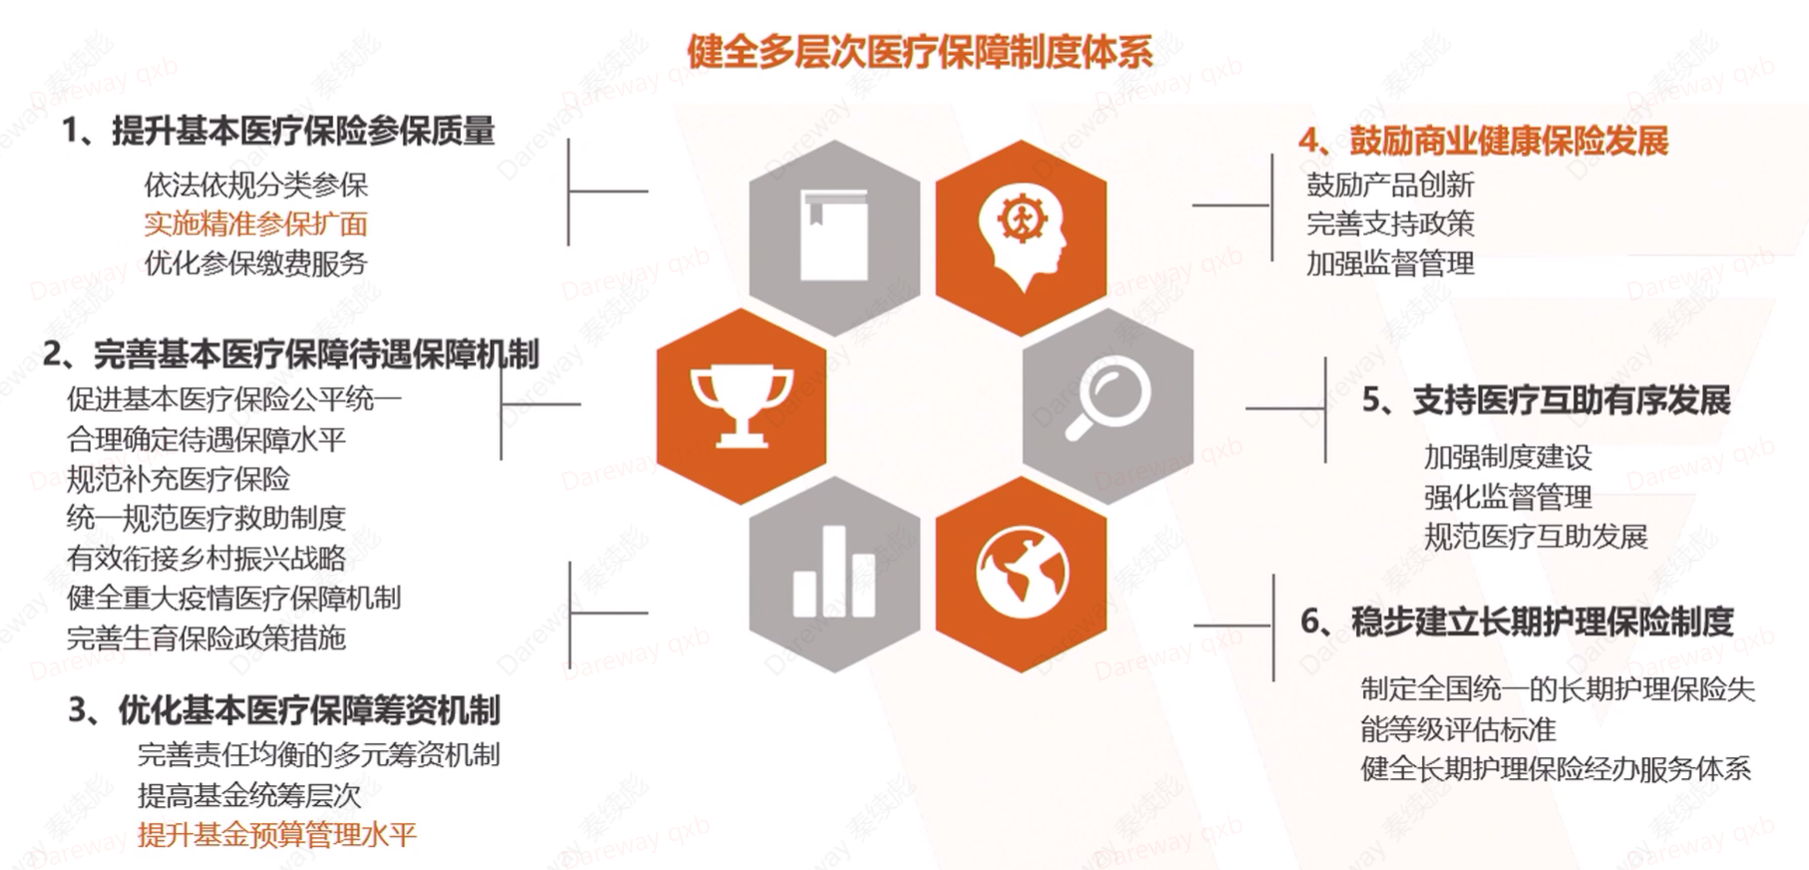 健全多层次医疗保障制度体系
1、提升基本医疗保险参保质量
依法依规分类参保
实施精准参保扩面
优化参保缴费服务
2、完善基本医疗保障待遇保障机制
促进基本医疗保险公平统一
合理确定待遇保障水平
规范补充医疗保险
统一规范医疗救助制度
有效衔接乡村振兴战略
健全重大疫情医疗保障机制
完善生育保险政策措施
3、优化基本医疗保障筹资机制
完善责任均衡的多元筹资机制
提高基金统筹层次
提升基金预算管理水平
4、鼓励商业健康保险发展
鼓励产品创新
完善支持政策
加强监督管理
5、支持医疗互助有序发展
加强制度建设
强化监督管理
规范医疗互助发展
6、稳步建立长期护理保险制度
制定全国统一的长期护理保险失
能等级评估标准
健全长期护理保险经办服务体系
Dareway 秦续彪
Dareway qxb